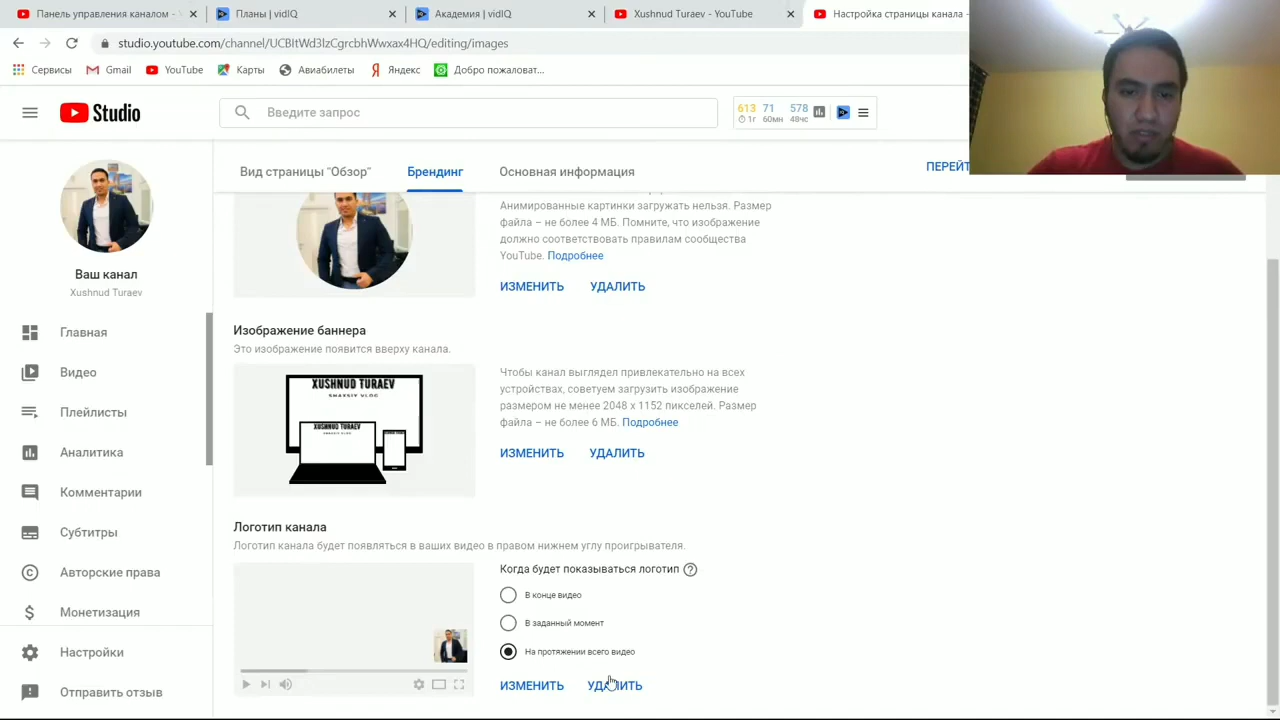 Панель управления каналом -
Планы | vidIQ
Академия | vidIQ
Xushnud Turaev - YouTube
Настройка страницы канала -
studio.youtube.com/channel/UCBItWd3IzCgrcbhWwxax4HQ/editing/images
Сервисы
Gmail
YouTube
Карты
Авиабилеты
Яндекс
Добро пожаловат...
Studio
Введите запрос
613 71 578
1г 60мн 48чс
Вид страницы "Обзор"
Брендинг
Основная информация
ПЕРЕЙТ
Ваш канал
Xushnud Turaev
Главная
Видео
Плейлисты
Аналитика
Комментарии
Субтитры
Авторские права
Монетизация
Настройки
Отправить отзыв
Анимированные картинки загружать нельзя. Размер
файла – не более 4 МБ. Помните, что изображение
должно соответствовать правилам сообщества
YouTube. Подробнее
ИЗМЕНИТЬ УДАЛИТЬ
Изображение баннера
Это изображение появится вверху канала.
XUSHNUD TURAEV
SHAXSIY VLOG
XUSHNUD TURAEV
Чтобы канал выглядел привлекательно на всех
устройствах, советуем загрузить изображение
размером не менее 2048 x 1152 пикселей. Размер
файла – не более 6 МБ. Подробнее
ИЗМЕНИТЬ УДАЛИТЬ
Логотип канала
Логотип канала будет появляться в ваших видео в правом нижнем углу проигрывателя.
Когда будет показываться логотип
В конце видео
В заданный момент
На протяжении всего видео
ИЗМЕНИТЬ УДАЛИТЬ